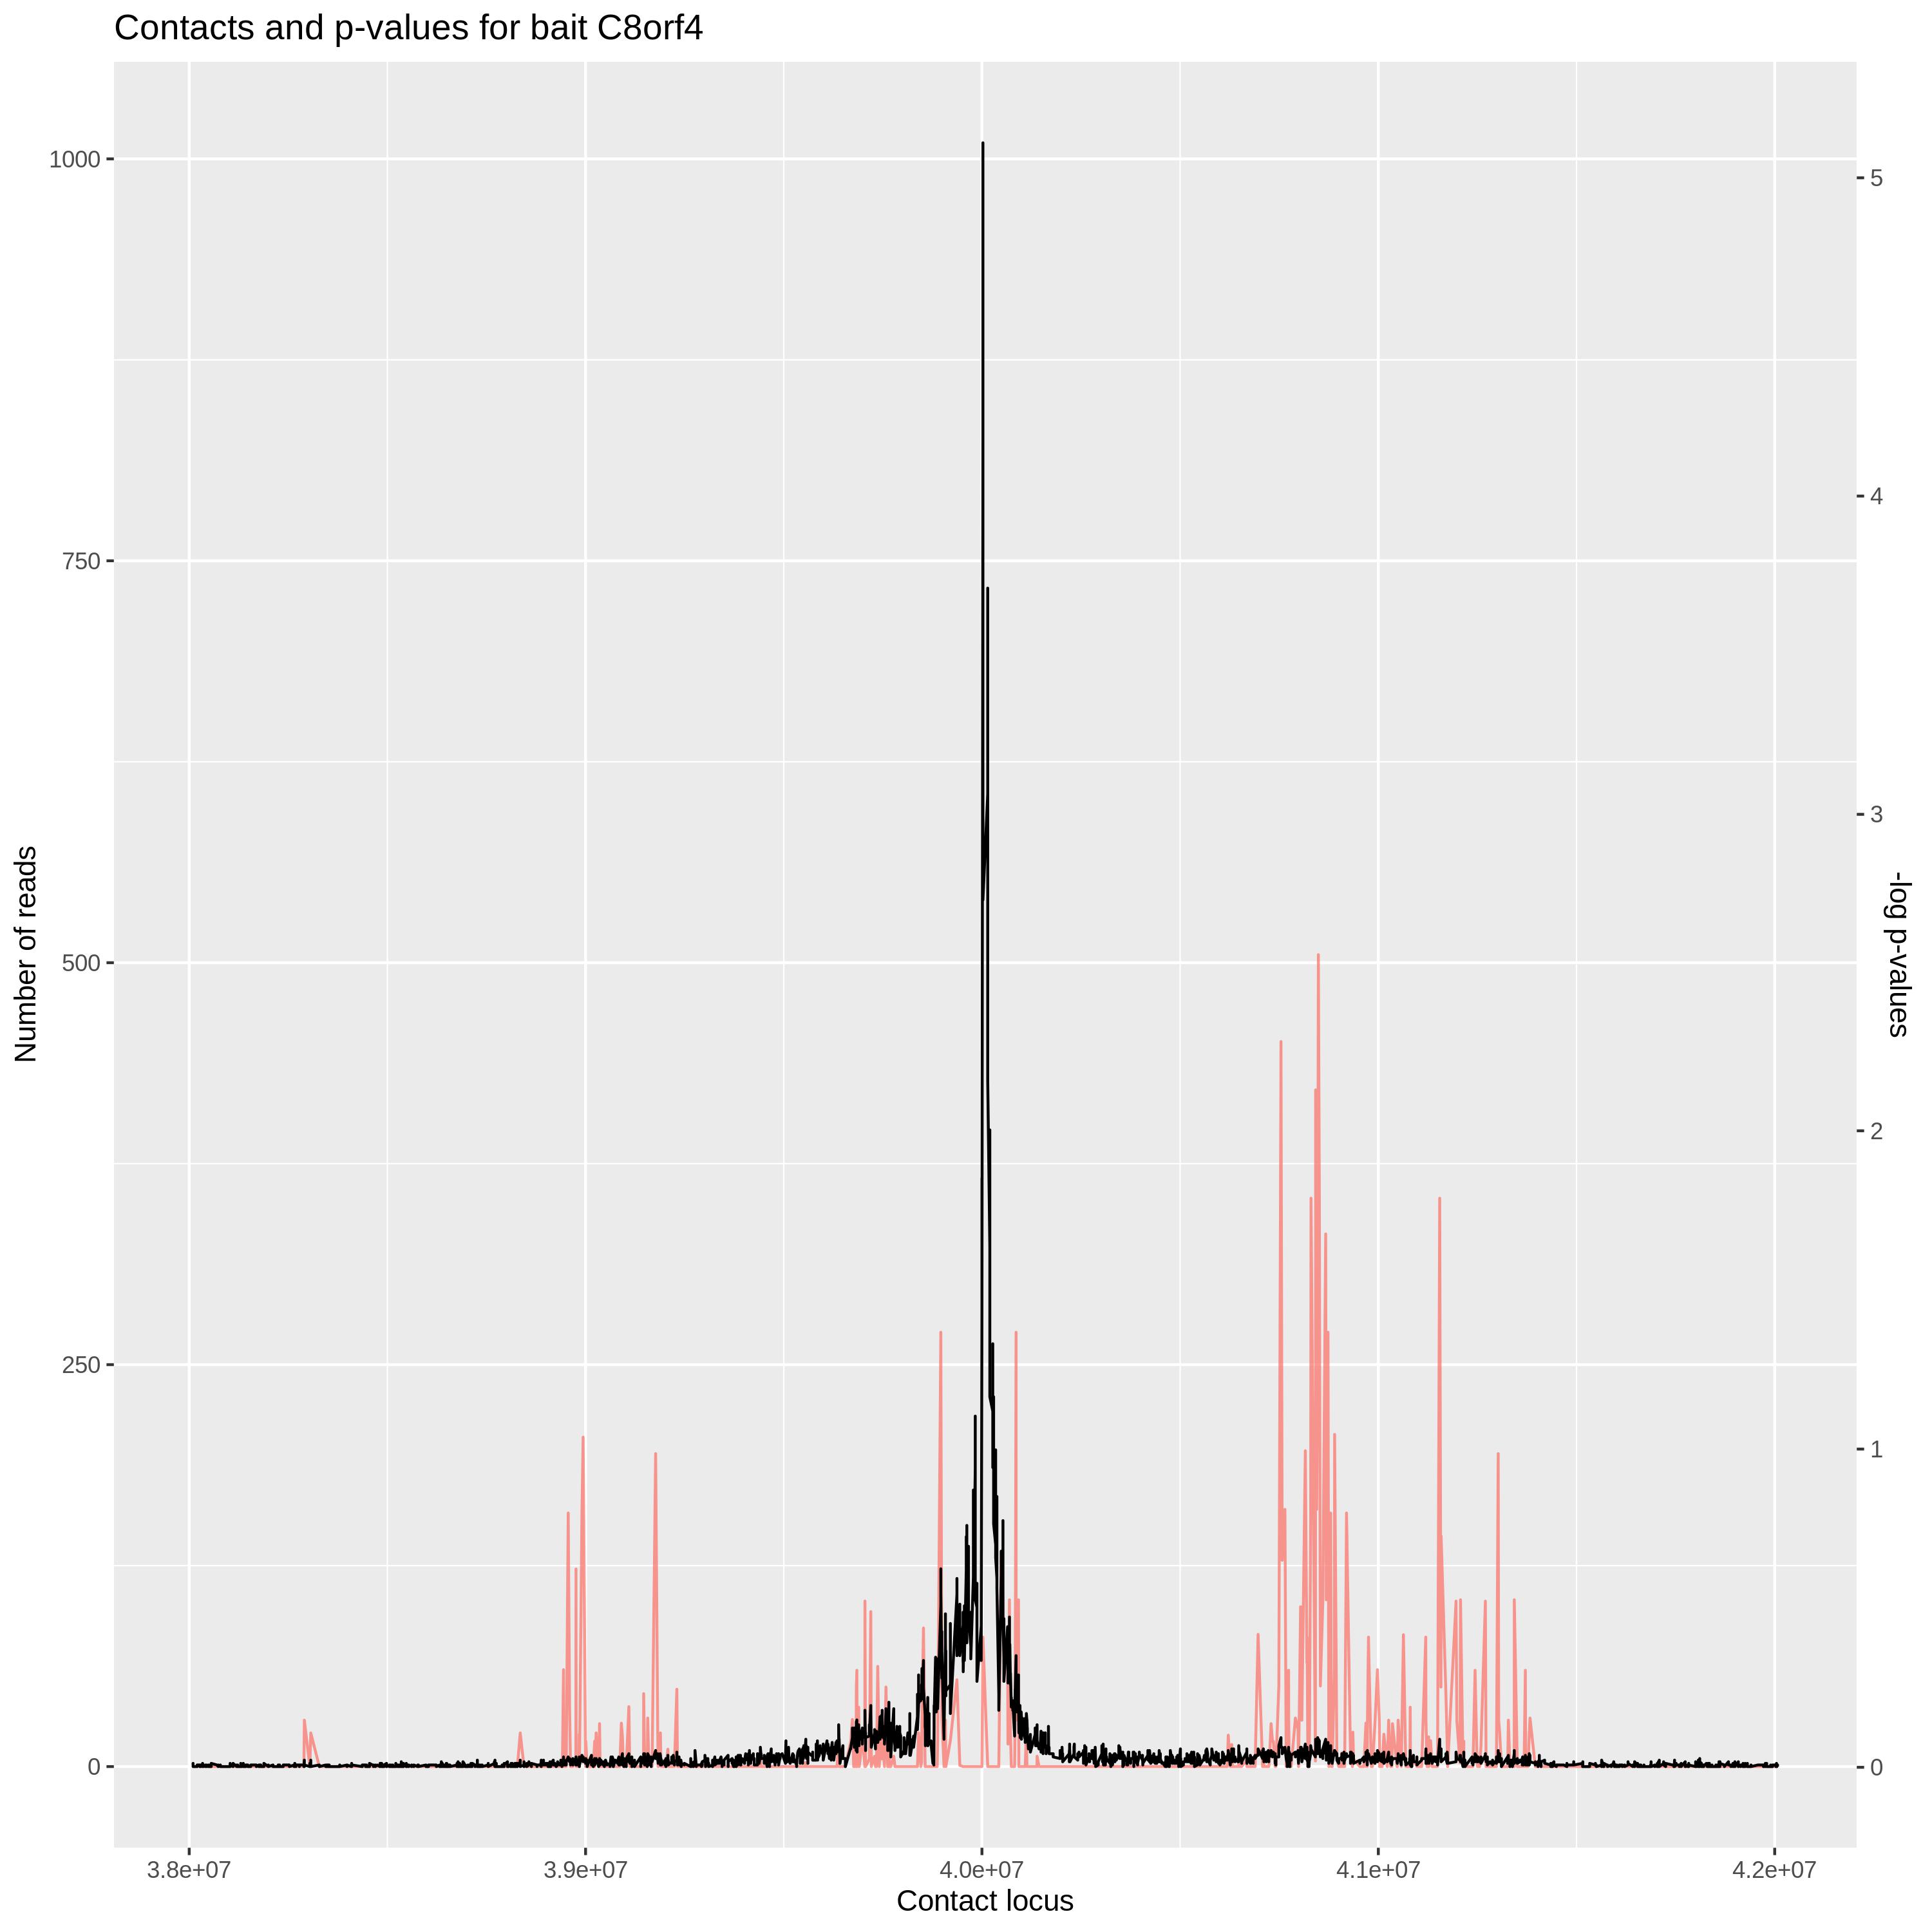 Contacts and p-values for bait C8orf4
1000
750
500
250
0
Number of reads
5
4
3
2
1
0
-log p-values
3.8e+07
3.9e+07
4.0e+07
4.1e+07
4.2e+07
Contact locus